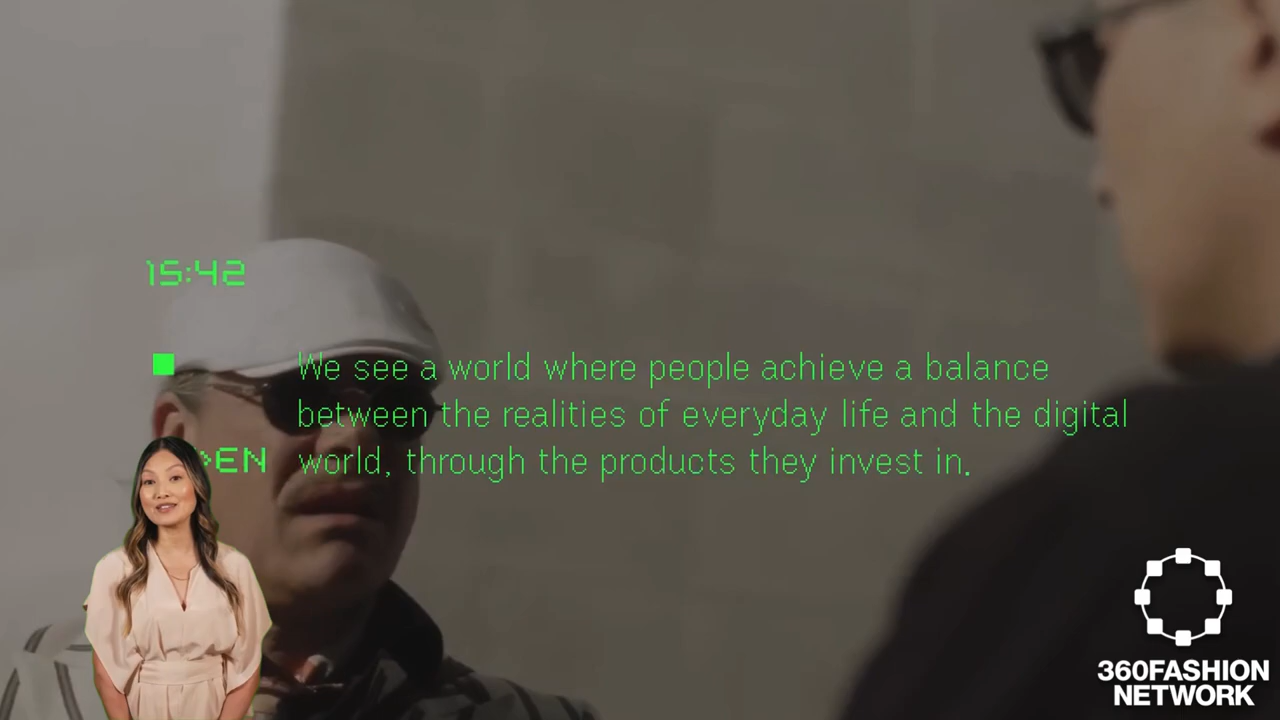 15:42
We see a world where people achieve a balance
between the realities of everyday life and the digital
EN world, through the products they invest in.
360FASHION
NETWORK